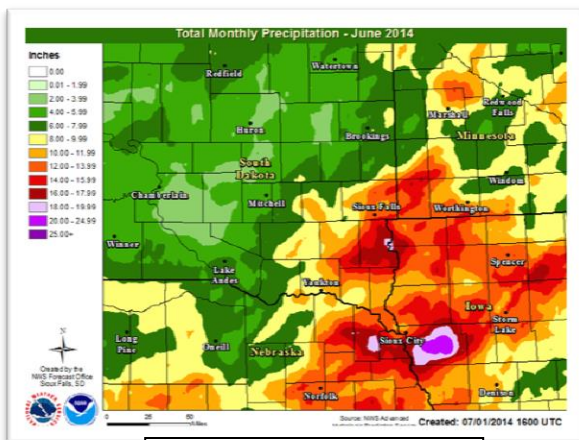 Total Monthly Precipitation - June 2014
Inches
0.00
0.01 - 1.99
2.00 - 3.99
4.00 - 5.99
6.00 - 7.99
8.00 - 9.99
10.00 - 11.99
12.00 - 13.99
14.00 - 15.99
16.00 - 17.99
18.00 - 19.99
20.00 - 24.99
25.00+
Redfield
Watertown
Marshall
Redwood
Falls
Huron
Brookings
Minnesota
South
Dakota
Windom
Chamberlain
Mitchell
Sioux Falls
Worthington
Winner
Lake
Andes
Spencer
Yankton
Iowa
Storm
Lake
Long
Pine
Oneill
Nebraska
Sioux City
Norfolk
Denison
N
Created by the
NWS Forecast Office
Sioux Falls, SD
0
Miles
Source: NWS Advanced
Created: 07/01/2014 1600 UTC